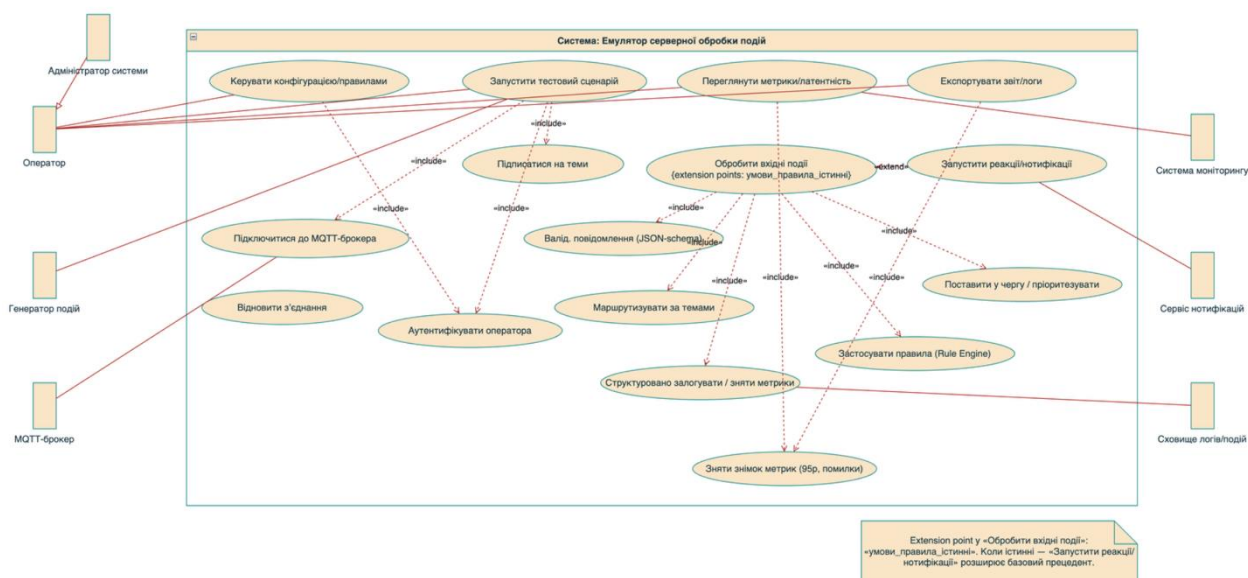 Адміністратор системи
Система: Емулятор серверної обробки подій
Керувати конфігурацією/правилами
Запустити тестовий сценарій
Переглянути метрики/латентність
Експортувати звіт/логи
Оператор
«include»
Підписатися на теми
Обробити вхідні події
{extension points: умови_правила_істинні}
«extend»
Запустити реакції/нотифікації
Система моніторингу
«include»
«include»
«include»
«include»
Підключитися до MQTT-брокера
Валід. повідомлення (JSON-schema)
«include»
«include»
«include»
«include»
«include»
«include»
Поставити у чергу / пріоритезувати
Генератор подій
Відновити з’єднання
Маршрутизувати за темами
Сервіс нотифікацій
Аутентифікувати оператора
Застосувати правила (Rule Engine)
Структуровано залогувати / зняти метрики
MQTT-брокер
Сховище логів/подій
Зняти знімок метрик (95p, помилки)
Extension point у «Обробити вхідні події»:
«умови_правила_істинні». Коли істинні — «Запустити реакції/
нотифікації» розширює базовий прецедент.